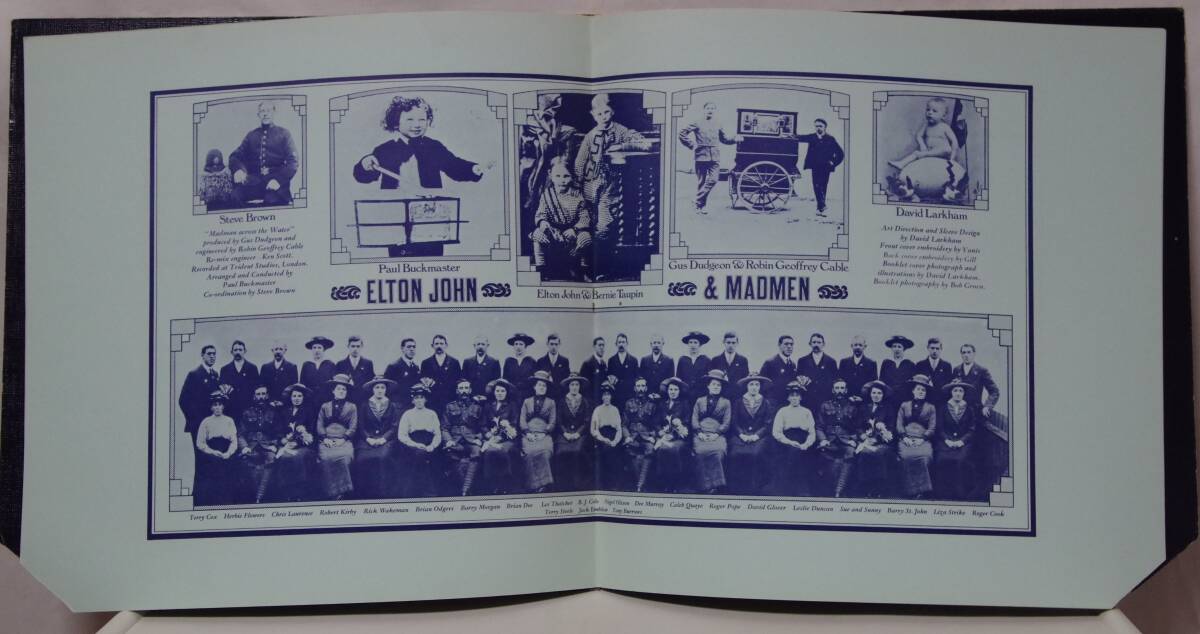 Steve Brown
"Madman across the Water"
produced by Gus Dudgeon and
engineered by Robin Geoffrey Cable
Re-mix engineer Ken Scott.
Recorded at Trident Studios, London.
Arranged and Conducted by
Paul Buckmaster
Co-ordination by Steve Brown
Paul Buckmaster
Elton John & Bernie Taupin
Gus Dudgeon & Robin Geoffrey Cable
David Larkham
Art Direction and Sleeve Design
by David Larkham
Front cover embroidery by Yanis
Back cover embroidery by Gill
Booklet cover photograph and
illustrations by David Larkham.
Booklet photography by Bob Gruen.
ELTON JOHN
& MADMEN
Terry Cox Herbie Flowers Chris Laurence Robert Kirby Rick Wakeman Brian Odgers Barry Morgan Brian Dee Les Thatcher B. J. Cole Nigel Olsson Dee Murray Caleb Quaye Roger Pope David Glover Leslie Duncan Sue and Sunny Barry St. John Liza Strike Roger Cook
Terry Steele Jack Emblow Tony Burrows